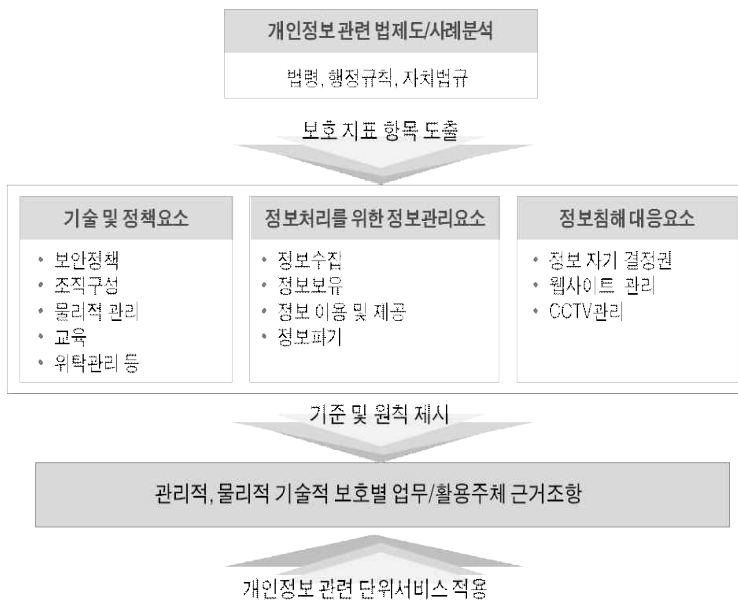 개인정보 관련 법제도/사례분석
법령, 행정규칙, 자치법규
보호 지표 항목 도출
기술 및 정책요소
• 보안정책
• 조직구성
• 물리적 관리
• 교육
• 위탁관리 등
정보처리를 위한 정보관리요소
• 정보수집
• 정보보유
• 정보 이용 및 제공
• 정보파기
정보침해 대응요소
• 정보 자기 결정권
• 웹사이트 관리
• CCTV관리
기준 및 원칙 제시
관리적, 물리적 기술적 보호별 업무/활용주체 근거조항
개인정보 관련 단위서비스 적용